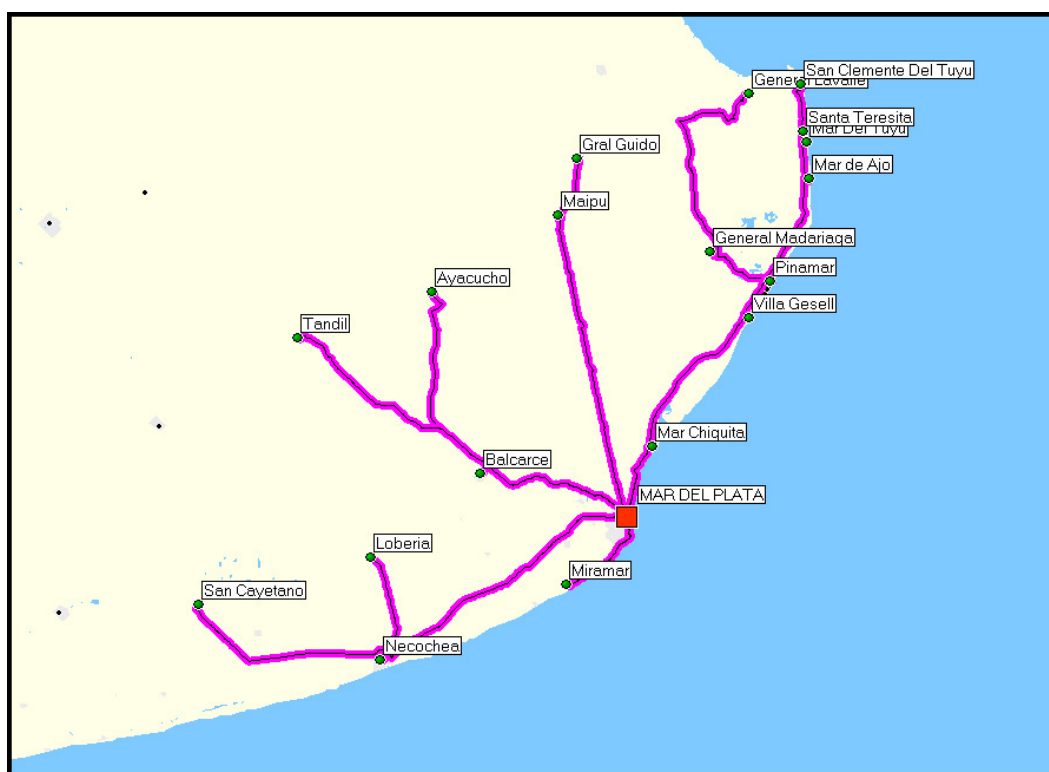 San Clemente Del Tuyu
General Lavalle
Santa Teresita
Mar Del Tuyu
Gral Guido
Mar de Ajo
Maipu
General Madariaga
Pinamar
Ayacucho
Villa Gesell
Tandil
Mar Chiquita
Balcarce
MAR DEL PLATA
Loberia
Miramar
San Cayetano
Necochea